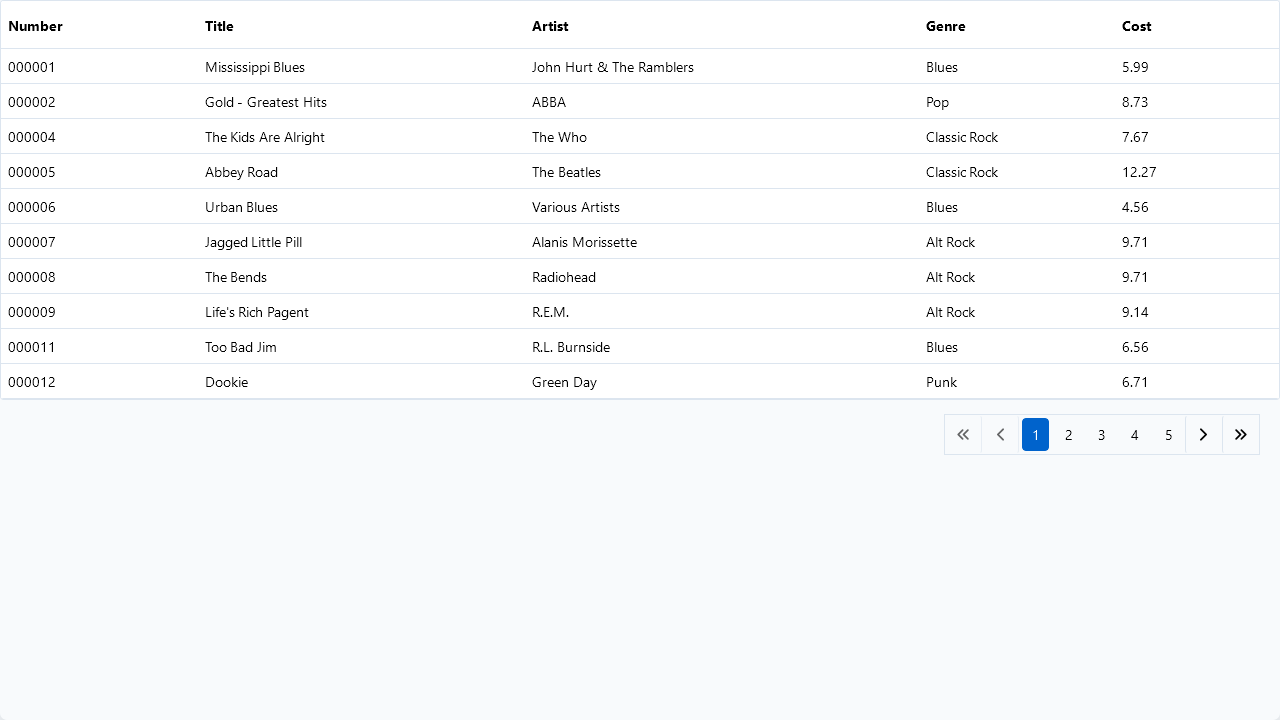 Number Title Artist Genre Cost
000001 Mississippi Blues John Hurt & The Ramblers Blues 5.99
000002 Gold - Greatest Hits ABBA Pop 8.73
000004 The Kids Are Alright The Who Classic Rock 7.67
000005 Abbey Road The Beatles Classic Rock 12.27
000006 Urban Blues Various Artists Blues 4.56
000007 Jagged Little Pill Alanis Morissette Alt Rock 9.71
000008 The Bends Radiohead Alt Rock 9.71
000009 Life's Rich Pagent R.E.M. Alt Rock 9.14
000011 Too Bad Jim R.L. Burnside Blues 6.56
000012 Dookie Green Day Punk 6.71
1 2 3 4 5